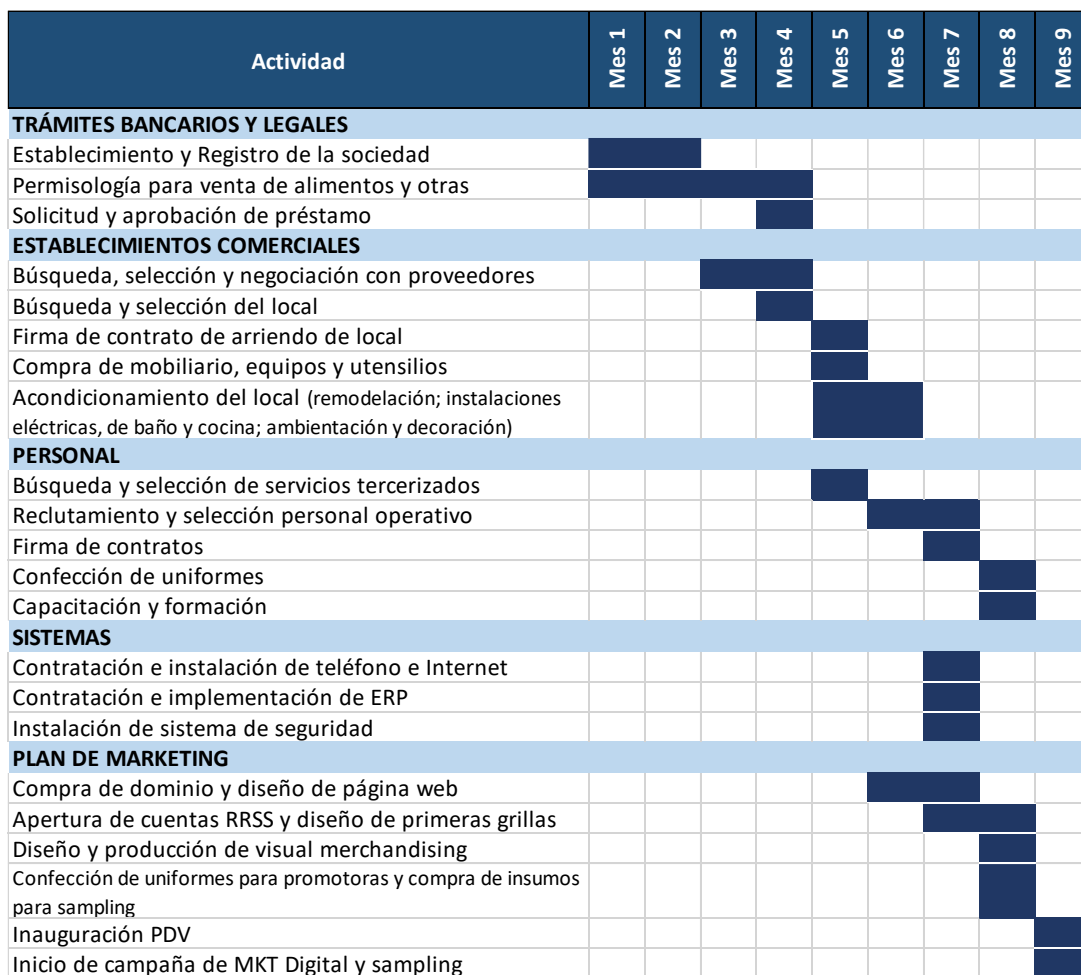 Actividad
Mes 1
Mes 2
Mes 3
Mes 4
Mes 5
Mes 6
Mes 7
Mes 8
Mes 9
TRÁMITES BANCARIOS Y LEGALES
Establecimiento y Registro de la sociedad
Permisología para venta de alimentos y otras
Solicitud y aprobación de préstamo
ESTABLECIMIENTOS COMERCIALES
Búsqueda, selección y negociación con proveedores
Búsqueda y selección del local
Firma de contrato de arriendo de local
Compra de mobiliario, equipos y utensilios
Acondicionamiento del local (remodelación; instalaciones
eléctricas, de baño y cocina; ambientación y decoración)
PERSONAL
Búsqueda y selección de servicios tercerizados
Reclutamiento y selección personal operativo
Firma de contratos
Confección de uniformes
Capacitación y formación
SISTEMAS
Contratación e instalación de teléfono e Internet
Contratación e implementación de ERP
Instalación de sistema de seguridad
PLAN DE MARKETING
Compra de dominio y diseño de página web
Apertura de cuentas RRSS y diseño de primeras grillas
Diseño y producción de visual merchandising
Confección de uniformes para promotoras y compra de insumos
para sampling
Inauguración PDV
Inicio de campaña de MKT Digital y sampling